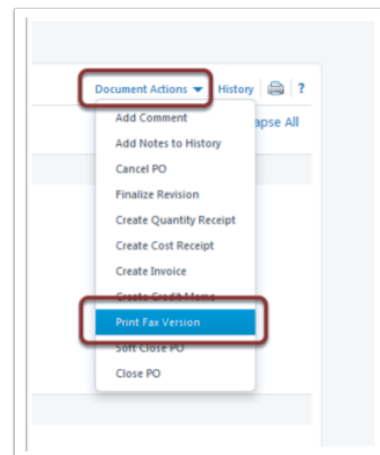 Document Actions History ?
Add Comment
apse All
Add Notes to History
Cancel PO
Finalize Revision
Create Quantity Receipt
Create Cost Receipt
Create Invoice
Create Credit Memo
Print Fax Version
Soft Close PO
Close PO